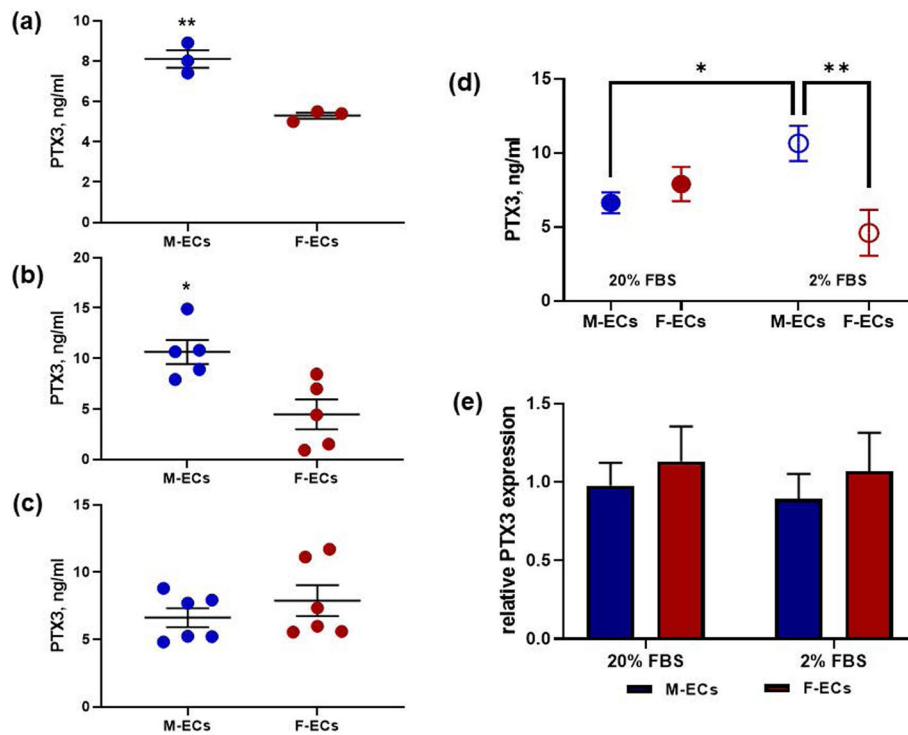 (a)
**
PTX3, ng/ml
10
8
6
4
2
0
M-ECs F-ECs
(b)
*
PTX3, ng/ml
20
15
10
5
0
M-ECs F-ECs
(c)
PTX3, ng/ml
15
10
5
0
M-ECs F-ECs
(d)
* **
PTX3, ng/ml
15
10
5
0
20% FBS 2% FBS
M-ECs F-ECs M-ECs F-ECs
(e)
relative PTX3 expression
1.5
1.0
0.5
0.0
20% FBS 2% FBS
M-ECs F-ECs